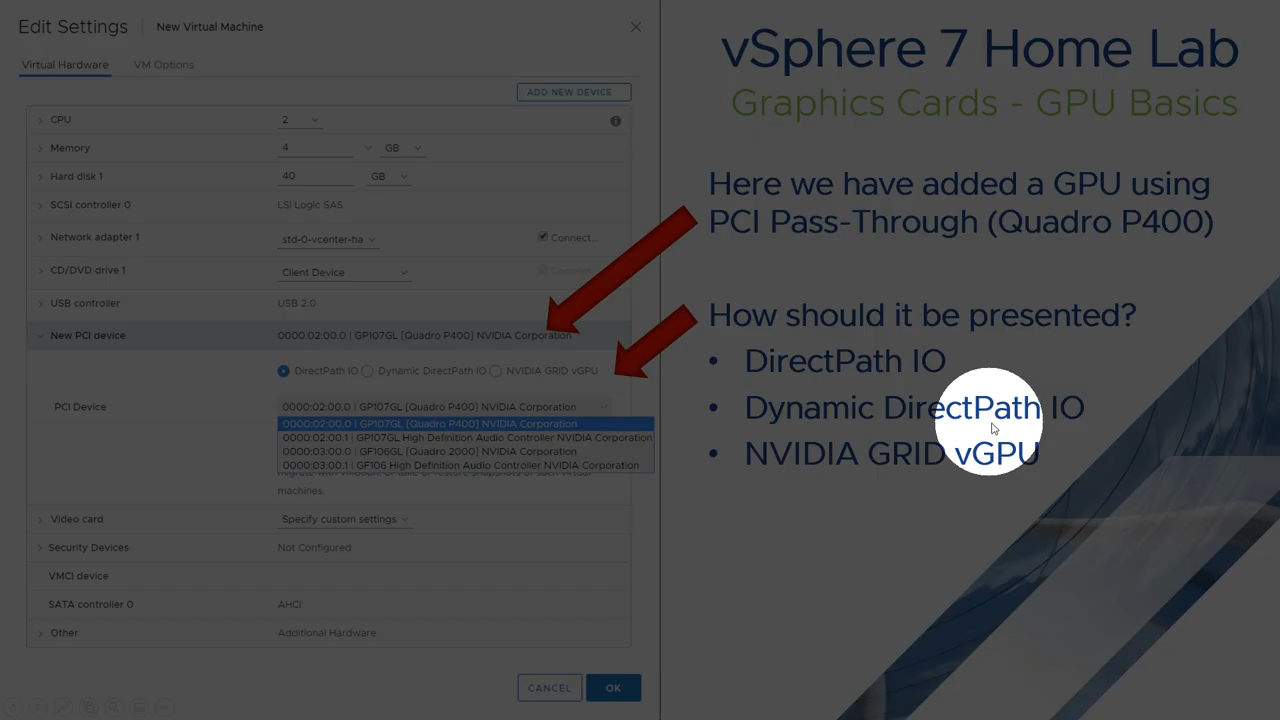 Edit Settings
New Virtual Machine
Virtual Hardware
VM Options
ADD NEW DEVICE
CPU
2
Memory
4
GB
Hard disk 1
40
GB
SCSI controller 0
LSI Logic SAS
Network adapter 1
std-0-vcenter-ha
Connect...
CD/DVD drive 1
Client Device
Connect...
USB controller
USB 2.0
New PCI device
0000:02:00.0 | GP107GL [Quadro P400] NVIDIA Corporation
DirectPath IO
Dynamic DirectPath IO
NVIDIA GRID vGPU
PCI Device
0000:02:00.0 | GP107GL [Quadro P400] NVIDIA Corporation
0000:02:00.0 | GP107GL [Quadro P400] NVIDIA Corporation
0000:02:00.1 | GP107GL High Definition Audio Controller NVIDIA Corporation
0000:03:00.0 | GF106GL [Quadro 2000] NVIDIA Corporation
0000:03:00.1 | GF106 High Definition Audio Controller NVIDIA Corporation
machines.
Video card
Specify custom settings
Security Devices
Not Configured
VMCI device
SATA controller 0
AHCI
Other
Additional Hardware
CANCEL
OK
vSphere 7 Home Lab
Graphics Cards - GPU Basics
Here we have added a GPU using
PCI Pass-Through (Quadro P400)
How should it be presented?
• DirectPath IO
• Dynamic DirectPath IO
• NVIDIA GRID vGPU